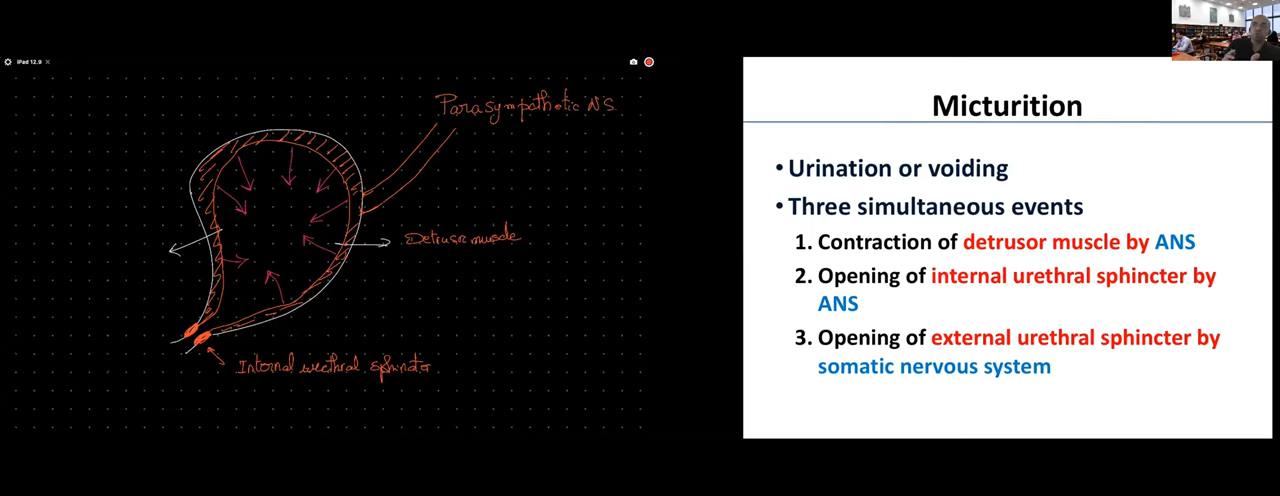 iPad 12.9
Parasympathetic N.S.
Detrusor muscle
Internal urethral sphincter
Micturition
• Urination or voiding
• Three simultaneous events
1. Contraction of detrusor muscle by ANS
2. Opening of internal urethral sphincter by
ANS
3. Opening of external urethral sphincter by
somatic nervous system